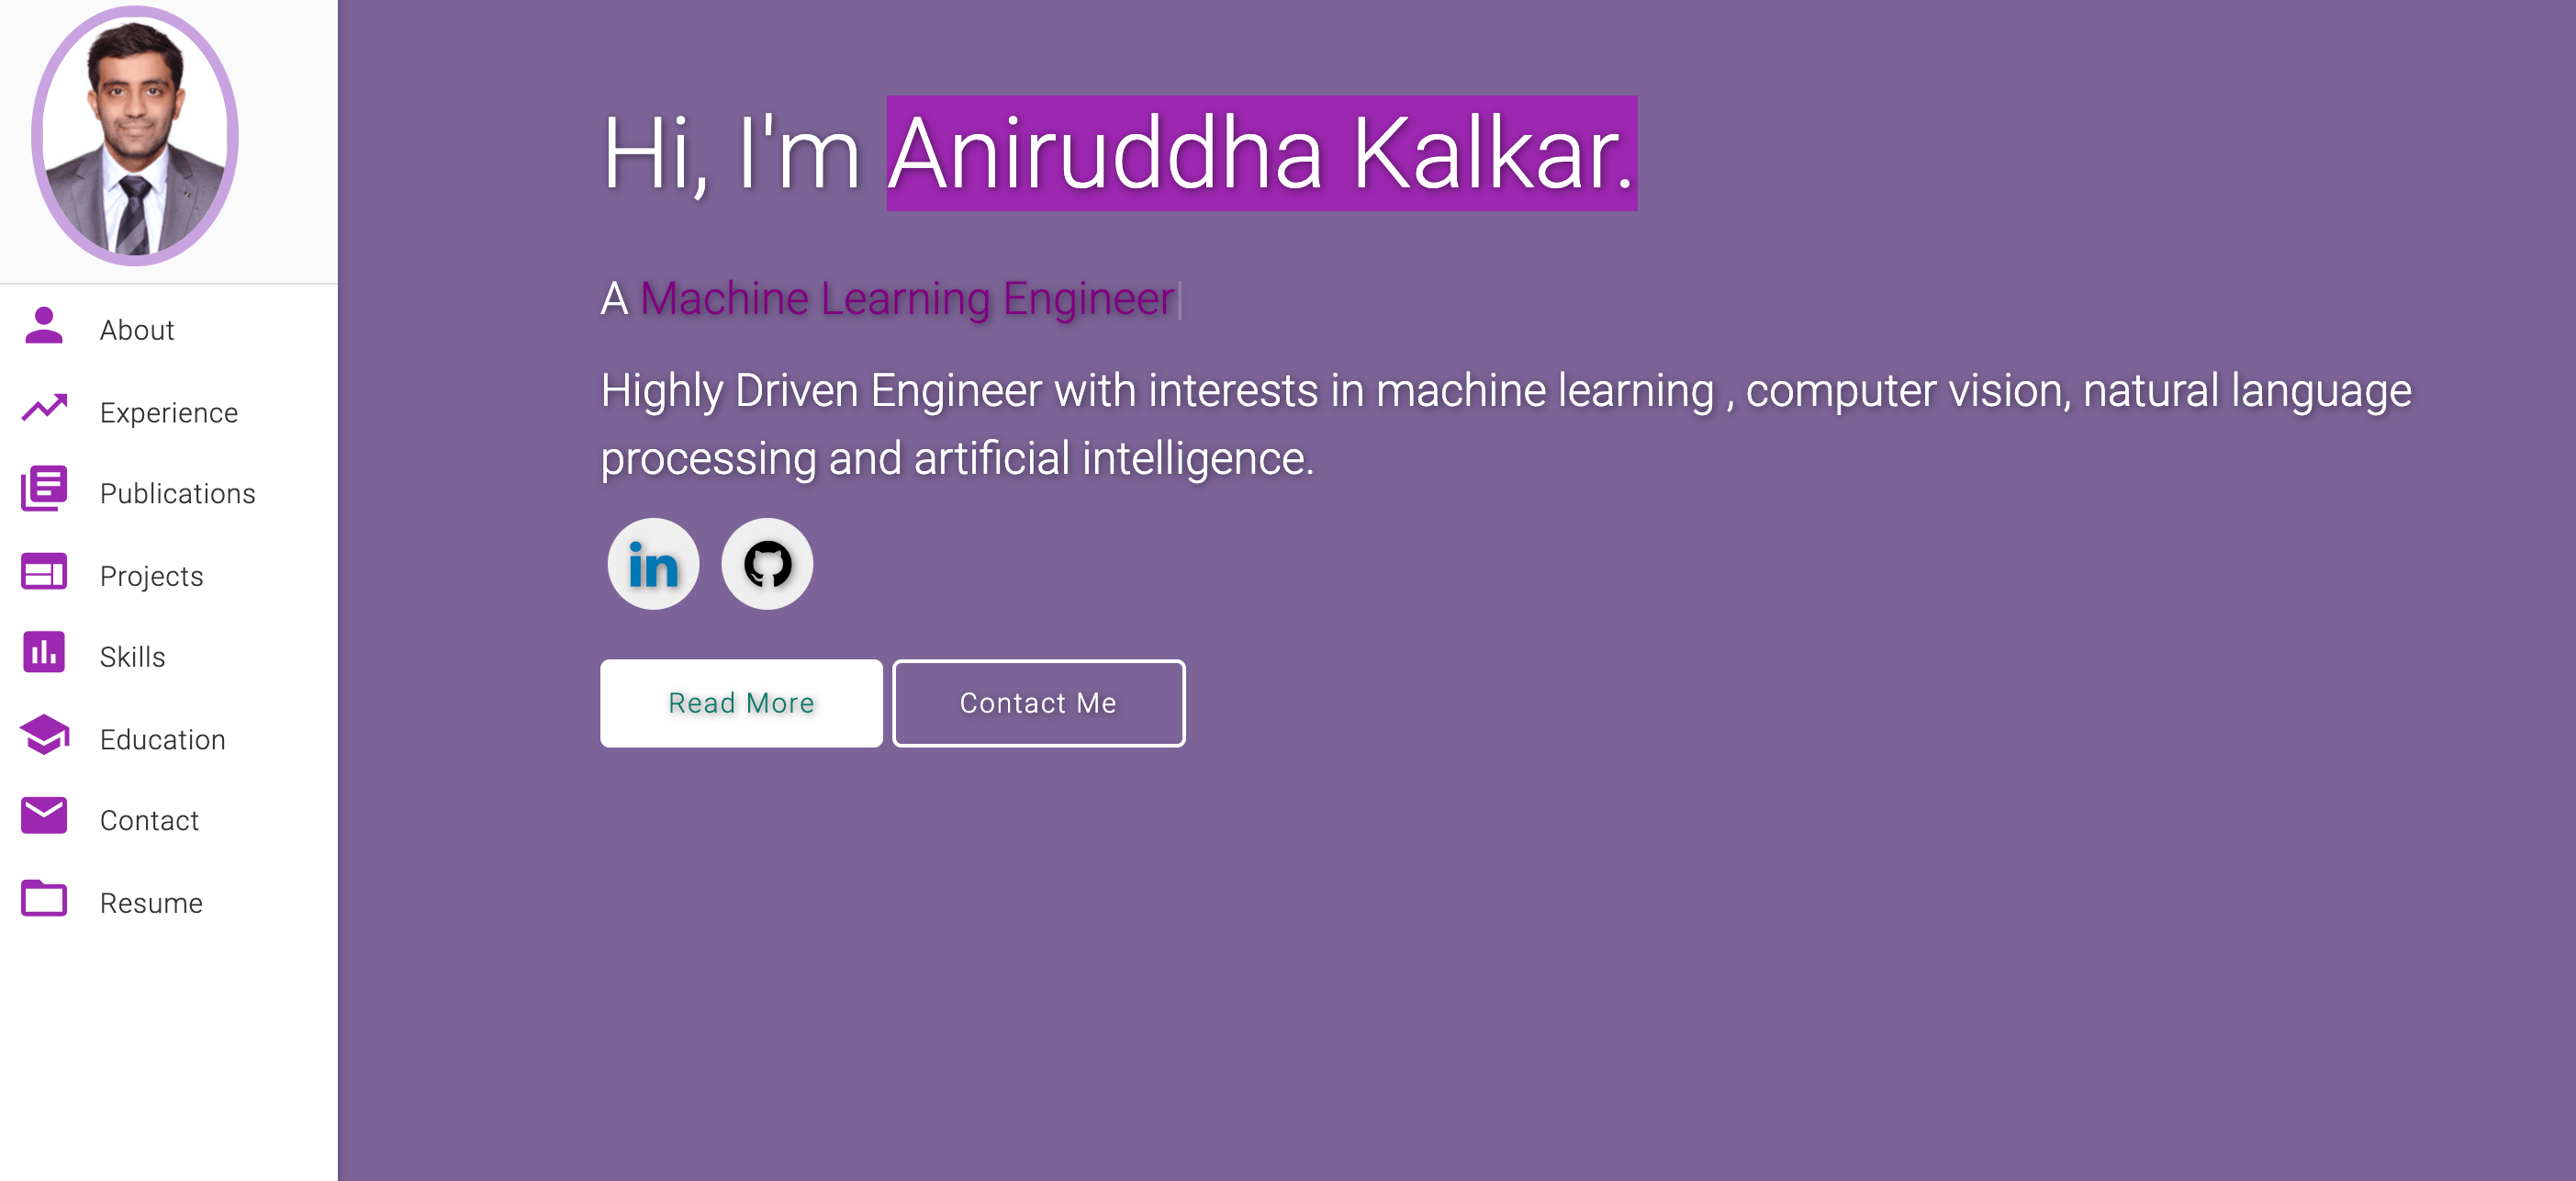 About
Experience
Publications
Projects
Skills
Education
Contact
Resume
Hi, I'm Aniruddha Kalkar.
A Machine Learning Engineer|
Highly Driven Engineer with interests in machine learning , computer vision, natural language
processing and artificial intelligence.
in
Read More
Contact Me